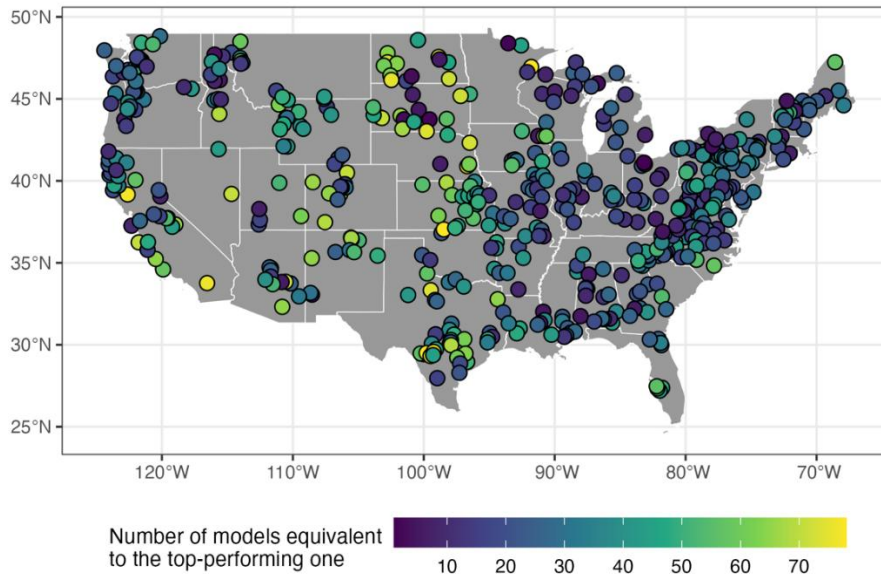 50°N
45°N
40°N
35°N
30°N
25°N
120°W 110°W 100°W 90°W 80°W 70°W
Number of models equivalent
to the top-performing one
10 20 30 40 50 60 70